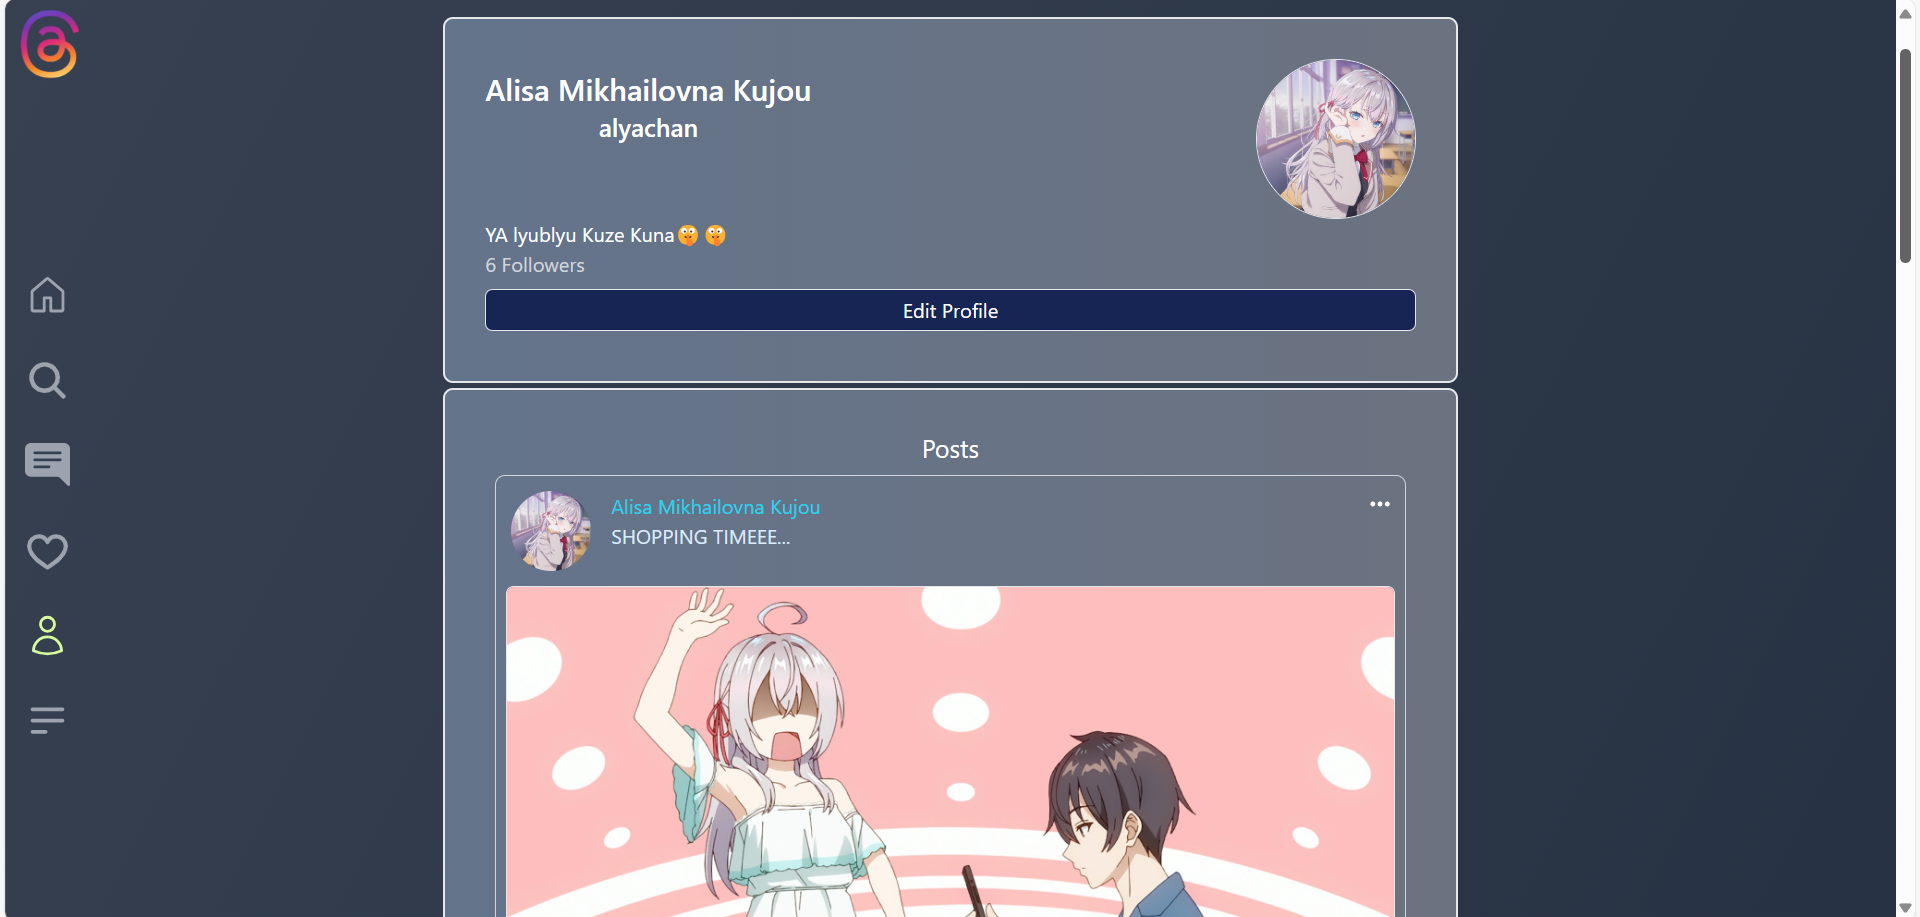 Alisa Mikhailovna Kujou
alyachan
YA lyublyu Kuze Kuna🤫 🤫
6 Followers
Edit Profile
Posts
Alisa Mikhailovna Kujou
SHOPPING TIMEEE...